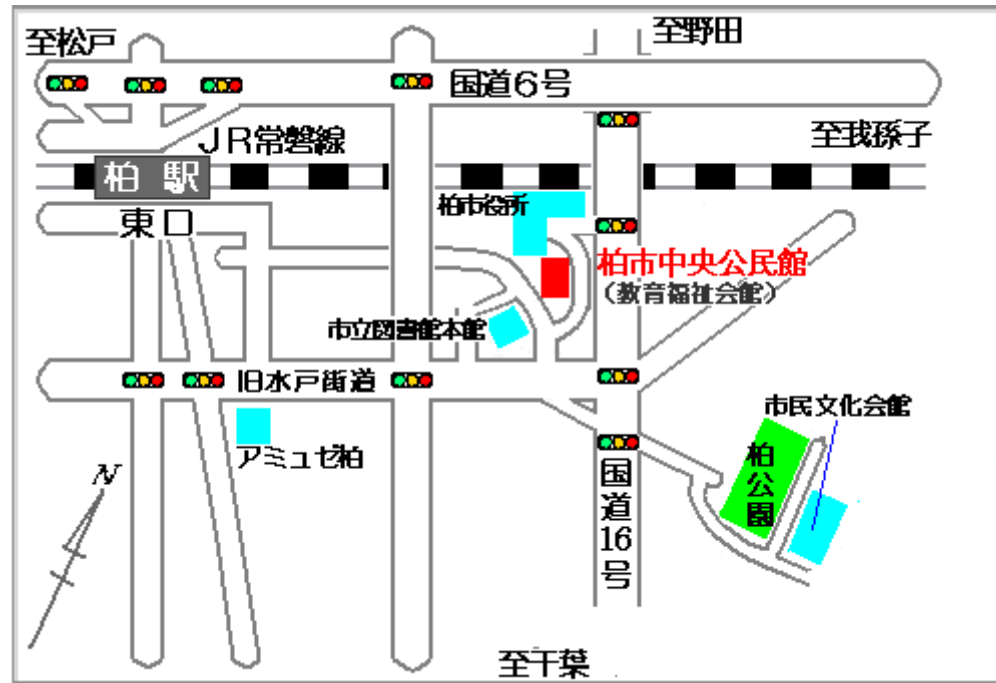 至松戸
至野田
国道6号
JR常磐線
至我孫子
柏 駅
柏市役所
東口
柏市中央公民館
（教育福祉会館）
市立図書館本館
旧水戸街道
市民文化会館
アミュゼ柏
柏公園
N
国道16号
至千葉